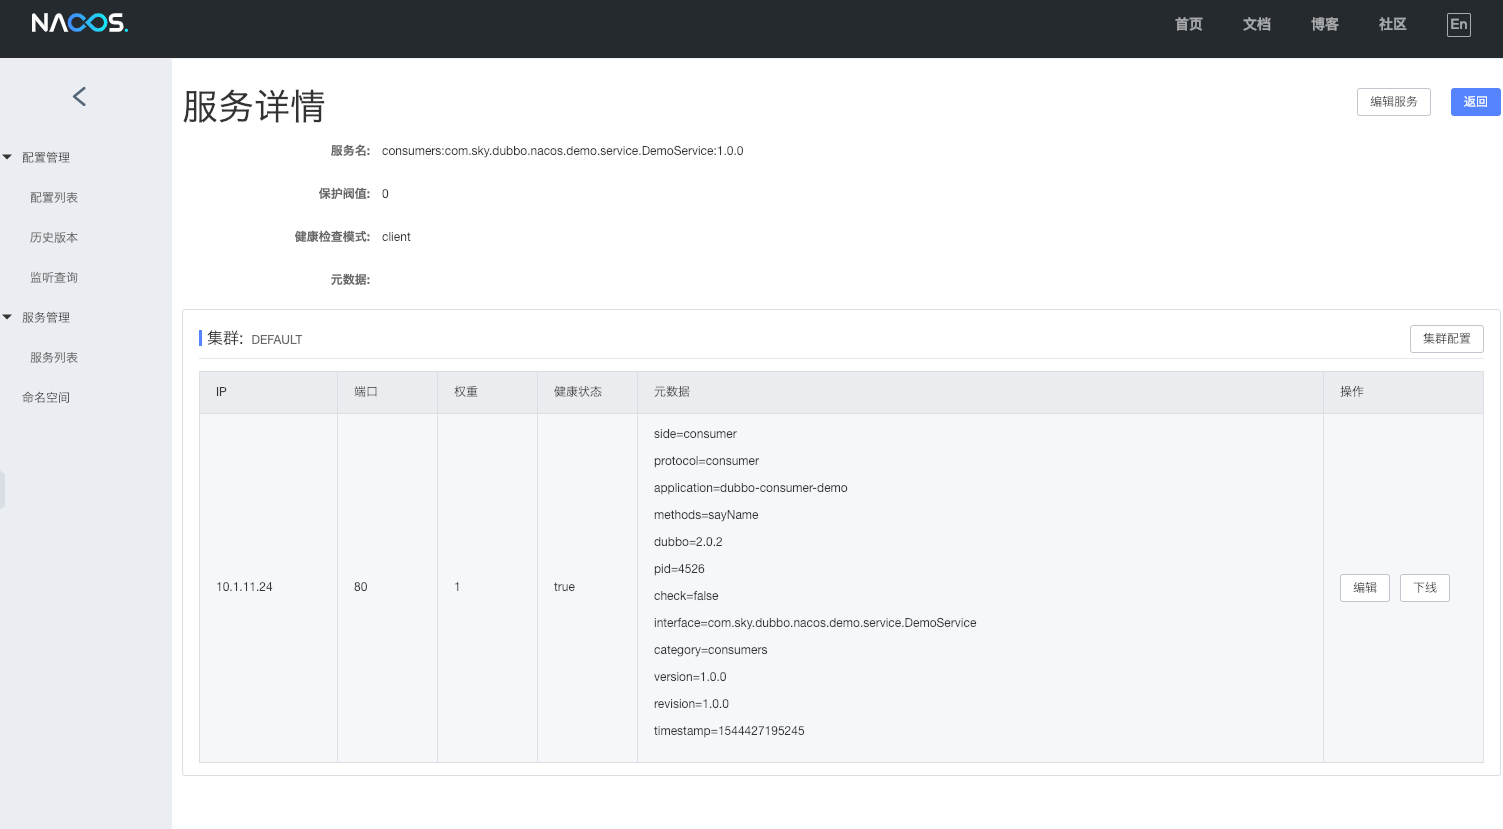 NACOS.
首页 文档 博客 社区 En
配置管理
配置列表
历史版本
监听查询
服务管理
服务列表
命名空间
服务详情
编辑服务 返回
服务名: consumers:com.sky.dubbo.nacos.demo.service.DemoService:1.0.0
保护阀值: 0
健康检查模式: client
元数据:
集群: DEFAULT 集群配置
IP 端口 权重 健康状态 元数据 操作
10.1.11.24 80 1 true
side=consumer
protocol=consumer
application=dubbo-consumer-demo
methods=sayName
dubbo=2.0.2
pid=4526
check=false
interface=com.sky.dubbo.nacos.demo.service.DemoService
category=consumers
version=1.0.0
revision=1.0.0
timestamp=1544427195245
编辑 下线